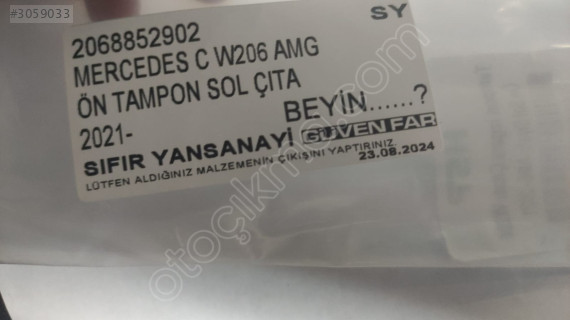 #3059033
SY
2068852902
MERCEDES C W206 AMG
ÖN TAMPON SOL ÇITA
2021-
BEYİN......?
SIFIR YANSANAYİ GÜVEN FAR
LÜTFEN ALDIĞINIZ MALZEMENİN ÇIKIŞINI YAPTIRINIZ.
23.08.2024
otoçıkma.com